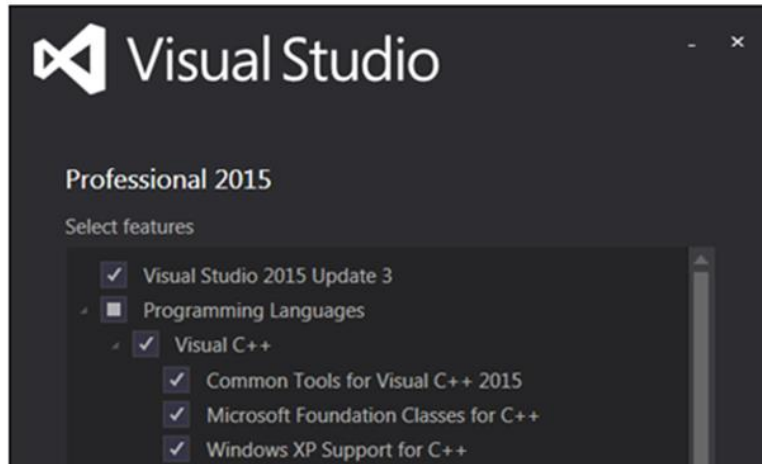 Visual Studio
Professional 2015
Select features
Visual Studio 2015 Update 3
Programming Languages
Visual C++
Common Tools for Visual C++ 2015
Microsoft Foundation Classes for C++
Windows XP Support for C++